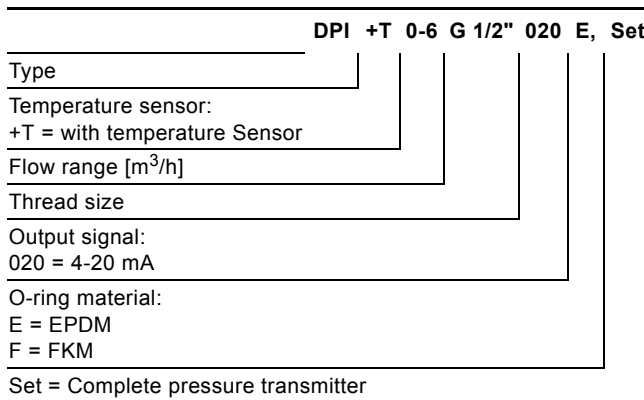 DPI +T 0-6 G 1/2" 020 E, Set
Type
Temperature sensor:
+T = with temperature Sensor
Flow range [m³/h]
Thread size
Output signal:
020 = 4-20 mA
O-ring material:
E = EPDM
F = FKM
Set = Complete pressure transmitter